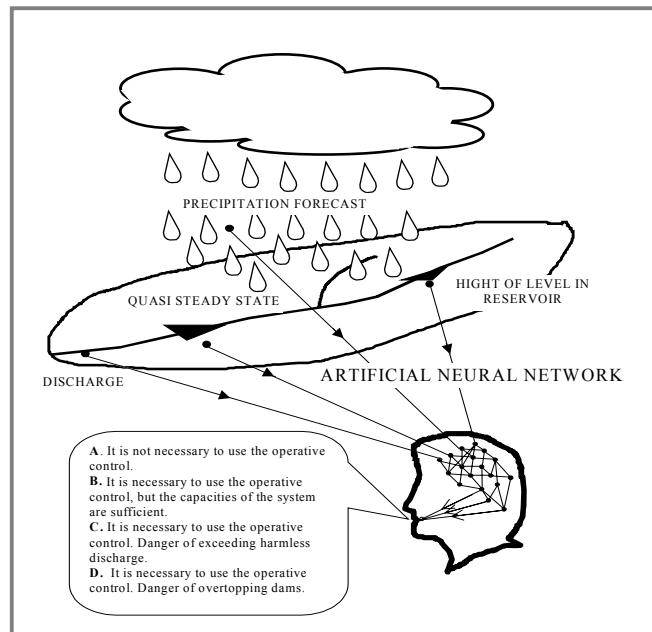 PRECIPITATION FORECAST
QUASI STEADY STATE
HIGHT OF LEVEL IN
RESERVOIR
DISCHARGE
ARTIFICIAL NEURAL NETWORK
A. It is not necessary to use the operative
control.
B. It is necessary to use the operative
control, but the capacities of the system
are sufficient.
C. It is necessary to use the operative
control. Danger of exceeding harmless
discharge.
D. It is necessary to use the operative
control. Danger of overtopping dams.